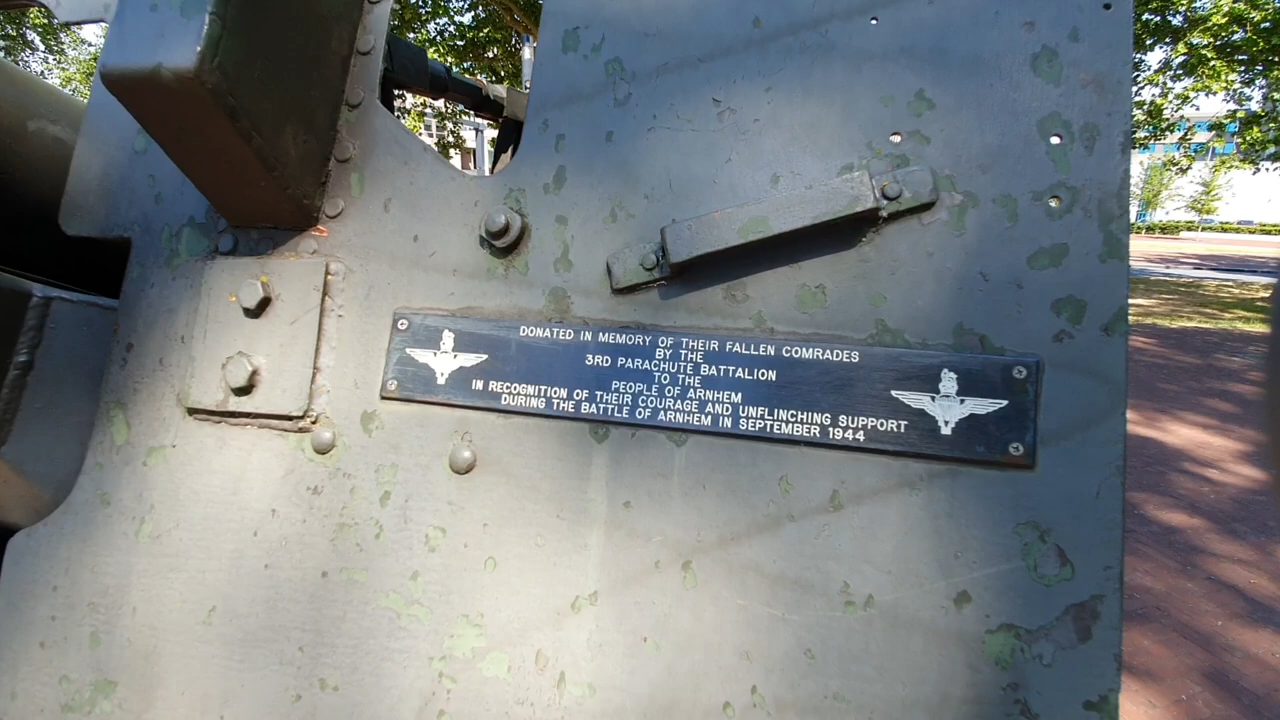 DONATED IN MEMORY OF THEIR FALLEN COMRADES
BY THE
3RD PARACHUTE BATTALION
TO THE
PEOPLE OF ARNHEM
IN RECOGNITION OF THEIR COURAGE AND UNFLINCHING SUPPORT
DURING THE BATTLE OF ARNHEM IN SEPTEMBER 1944